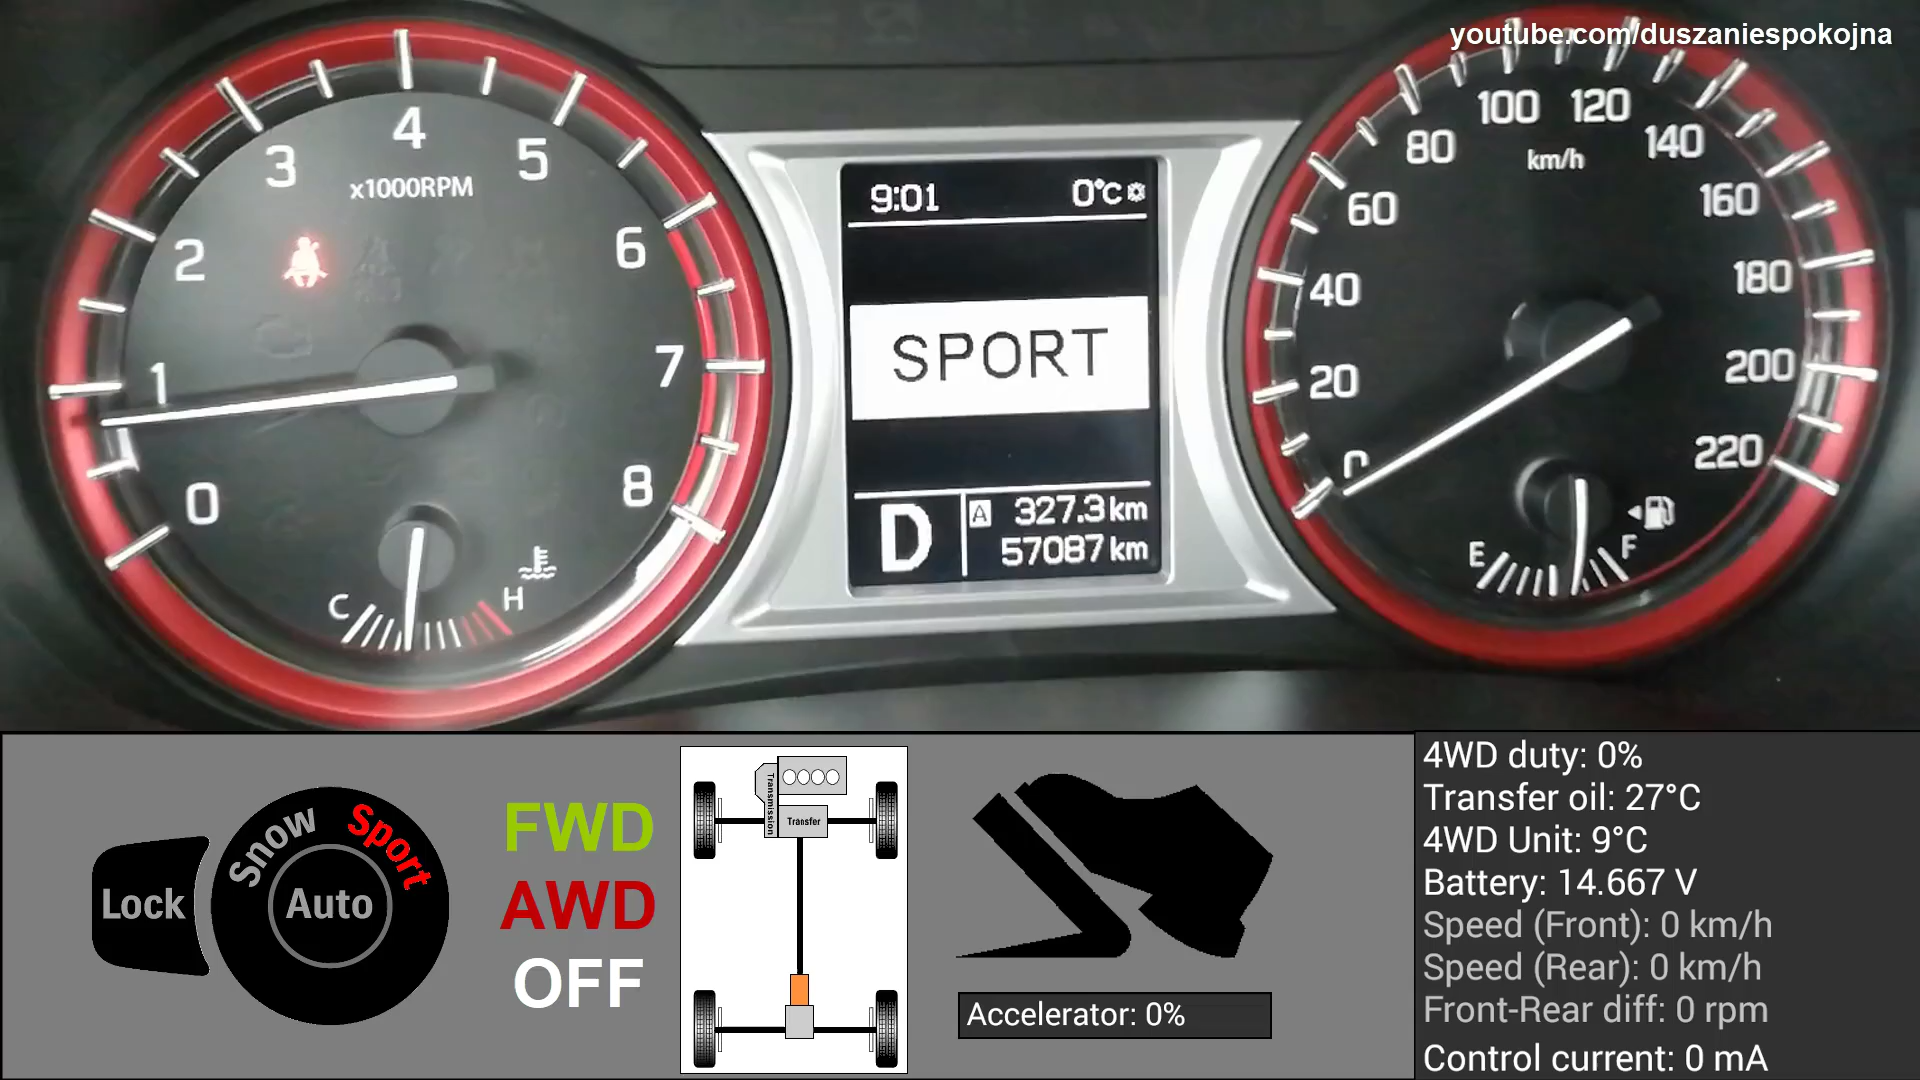 youtube.com/duszaniespokojna
0
1
2
3
4
5
6
7
8
x1000RPM
C
H
9:01
0°C
SPORT
D
A
327.3 km
57087 km
20
40
60
80
100
120
140
160
180
200
220
km/h
E
F
Lock
Snow
Sport
Auto
FWD
AWD
OFF
Transmission
Transfer
Accelerator: 0%
4WD duty: 0%
Transfer oil: 27°C
4WD Unit: 9°C
Battery: 14.667 V
Speed (Front): 0 km/h
Speed (Rear): 0 km/h
Front-Rear diff: 0 rpm
Control current: 0 mA